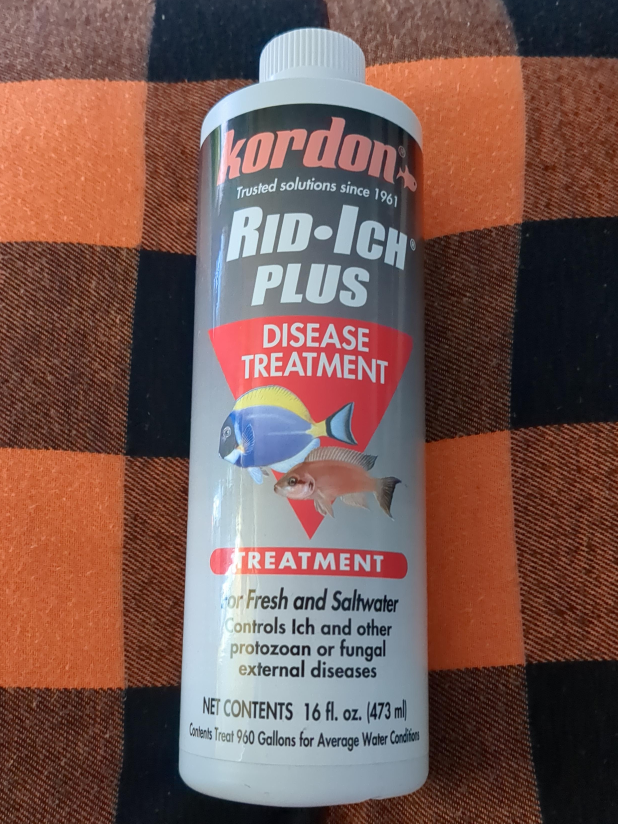 kordon®
Trusted solutions since 1961
RID•ICH®
PLUS
DISEASE
TREATMENT
TREATMENT
For Fresh and Saltwater
Controls Ich and other
protozoan or fungal
external diseases
NET CONTENTS 16 fl. oz. (473 ml)
Contents Treat 960 Gallons for Average Water Conditions